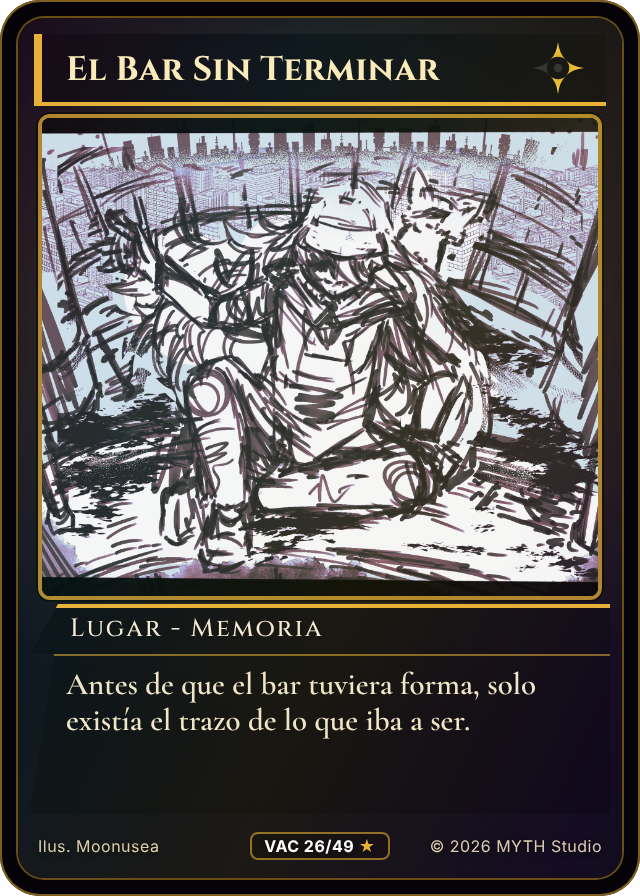 El Bar Sin Terminar
Lugar - Memoria
Antes de que el bar tuviera forma, solo
existía el trazo de lo que iba a ser.
Ilus. Moonusea
VAC 26/49 ★
© 2026 MYTH Studio